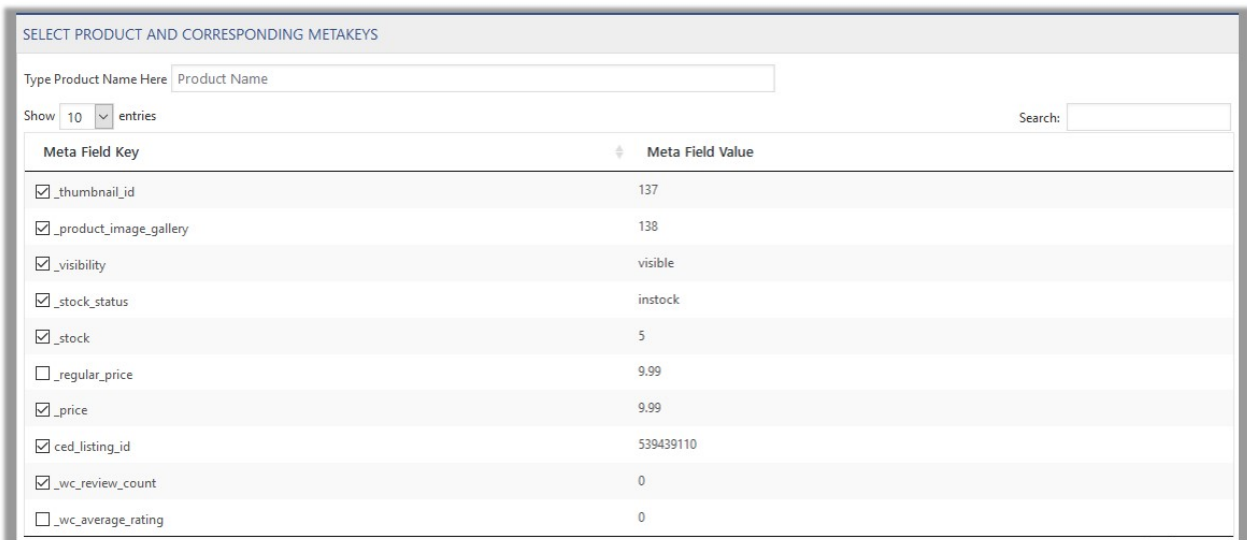 SELECT PRODUCT AND CORRESPONDING METAKEYS
Type Product Name Here Product Name
Show 10 entries Search:
Meta Field Key Meta Field Value
_thumbnail_id 137
_product_image_gallery 138
_visibility visible
_stock_status instock
_stock 5
_regular_price 9.99
_price 9.99
ced_listing_id 539439110
_wc_review_count 0
_wc_average_rating 0